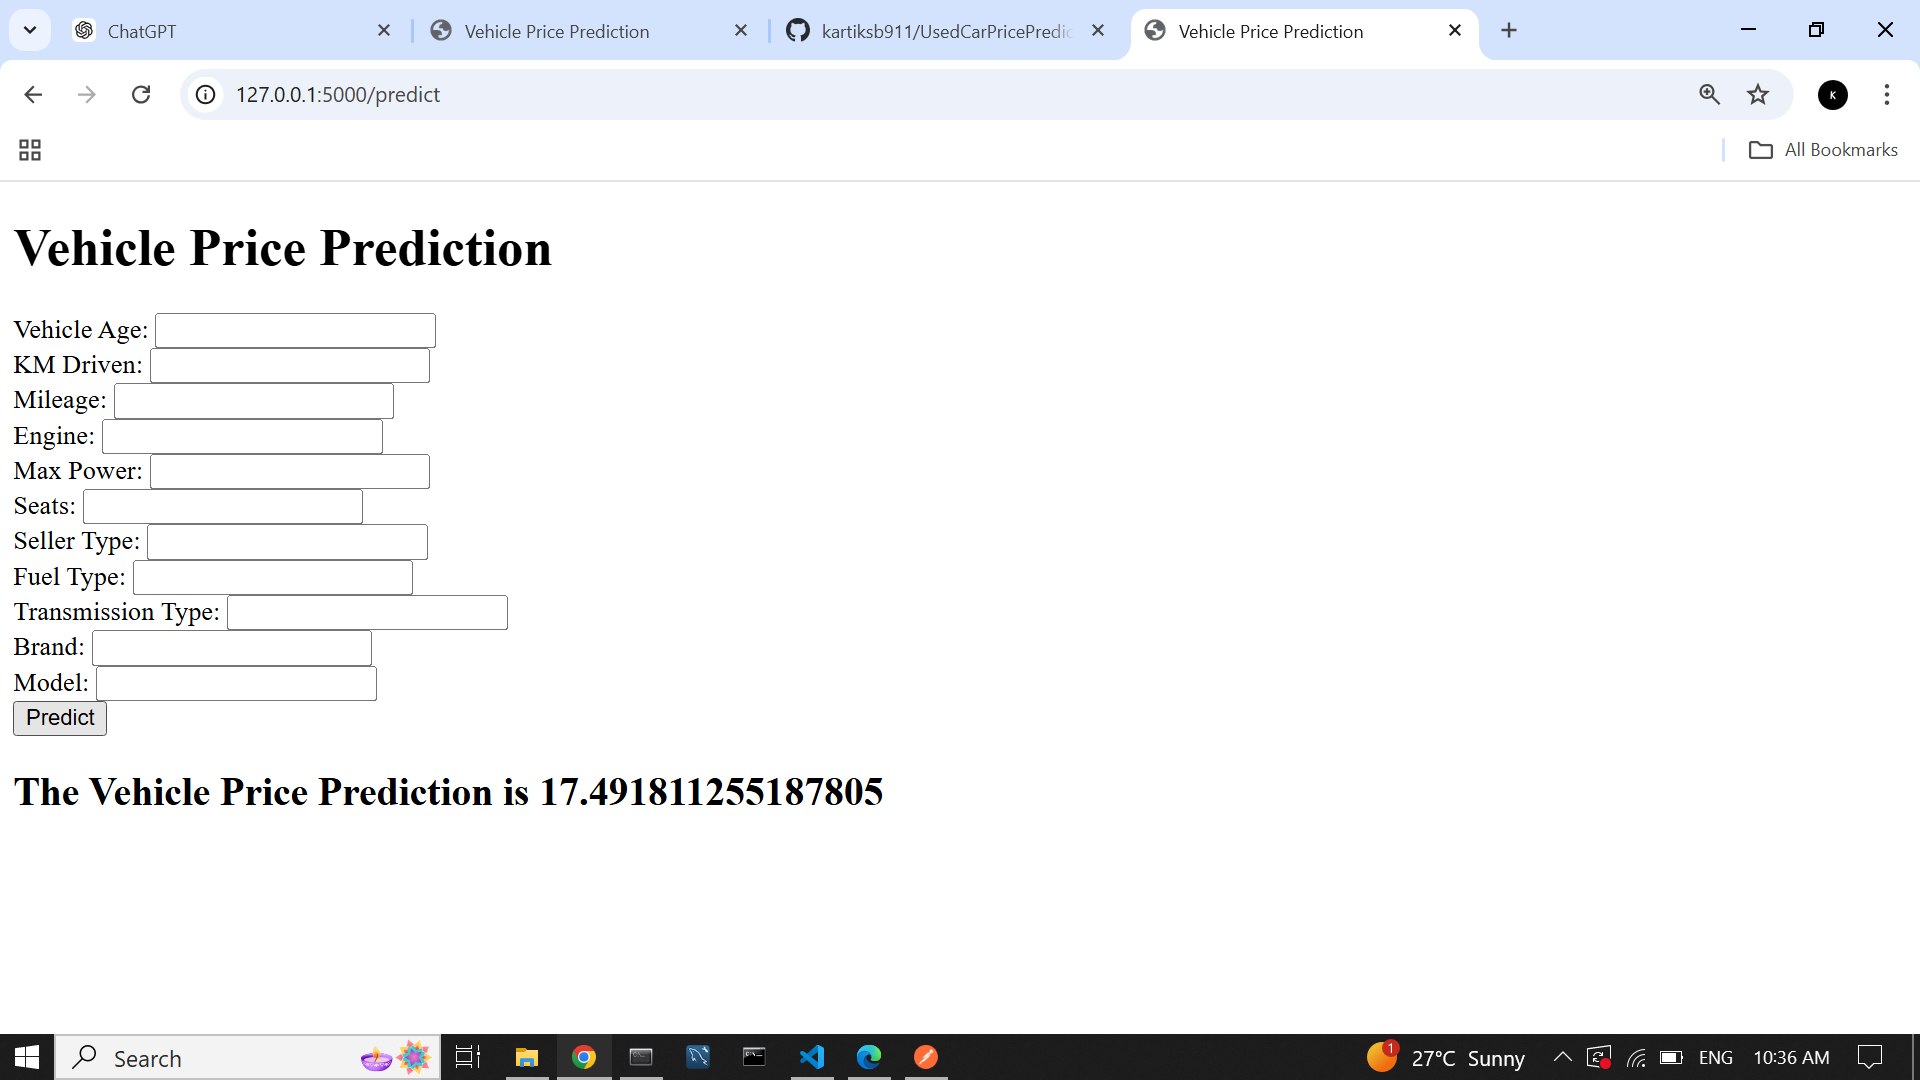 ChatGPT
Vehicle Price Prediction
kartiksb911/UsedCarPricePredic
Vehicle Price Prediction
127.0.0.1:5000/predict
K
All Bookmarks
Vehicle Price Prediction
Vehicle Age:
KM Driven:
Mileage:
Engine:
Max Power:
Seats:
Seller Type:
Fuel Type:
Transmission Type:
Brand:
Model:
Predict
The Vehicle Price Prediction is 17.491811255187805
Search
1
27°C Sunny
ENG
10:36 AM